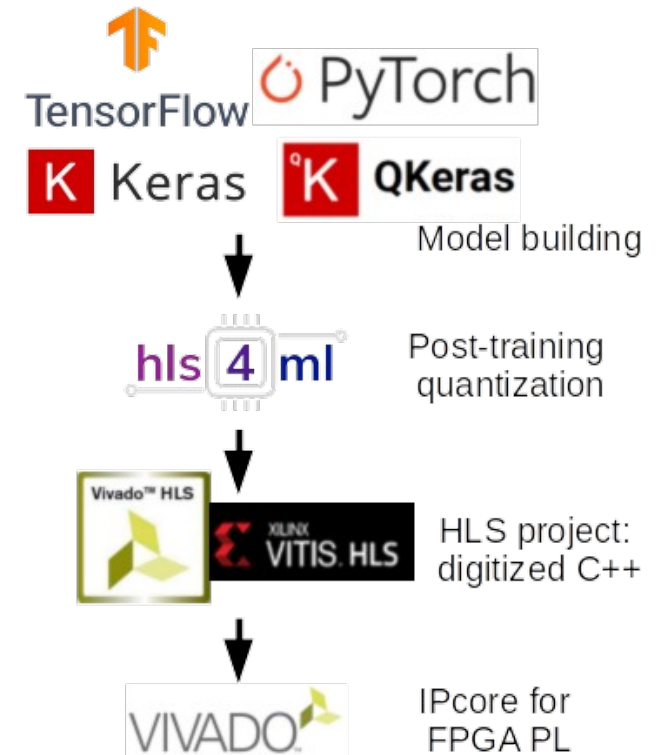 TensorFlow
PyTorch
K Keras
QK QKeras
Model building
hls 4 ml
Post-training
quantization
Vivado™ HLS
XILINX
VITIS. HLS
HLS project:
digitized C++
VIVADO
IPcore for
FPGA PL